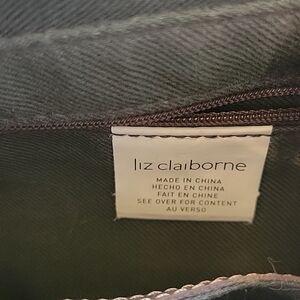 liz claiborne
MADE IN CHINA
HECHO EN CHINA
FAIT EN CHINE
SEE OVER FOR CONTENT
AU VERSO